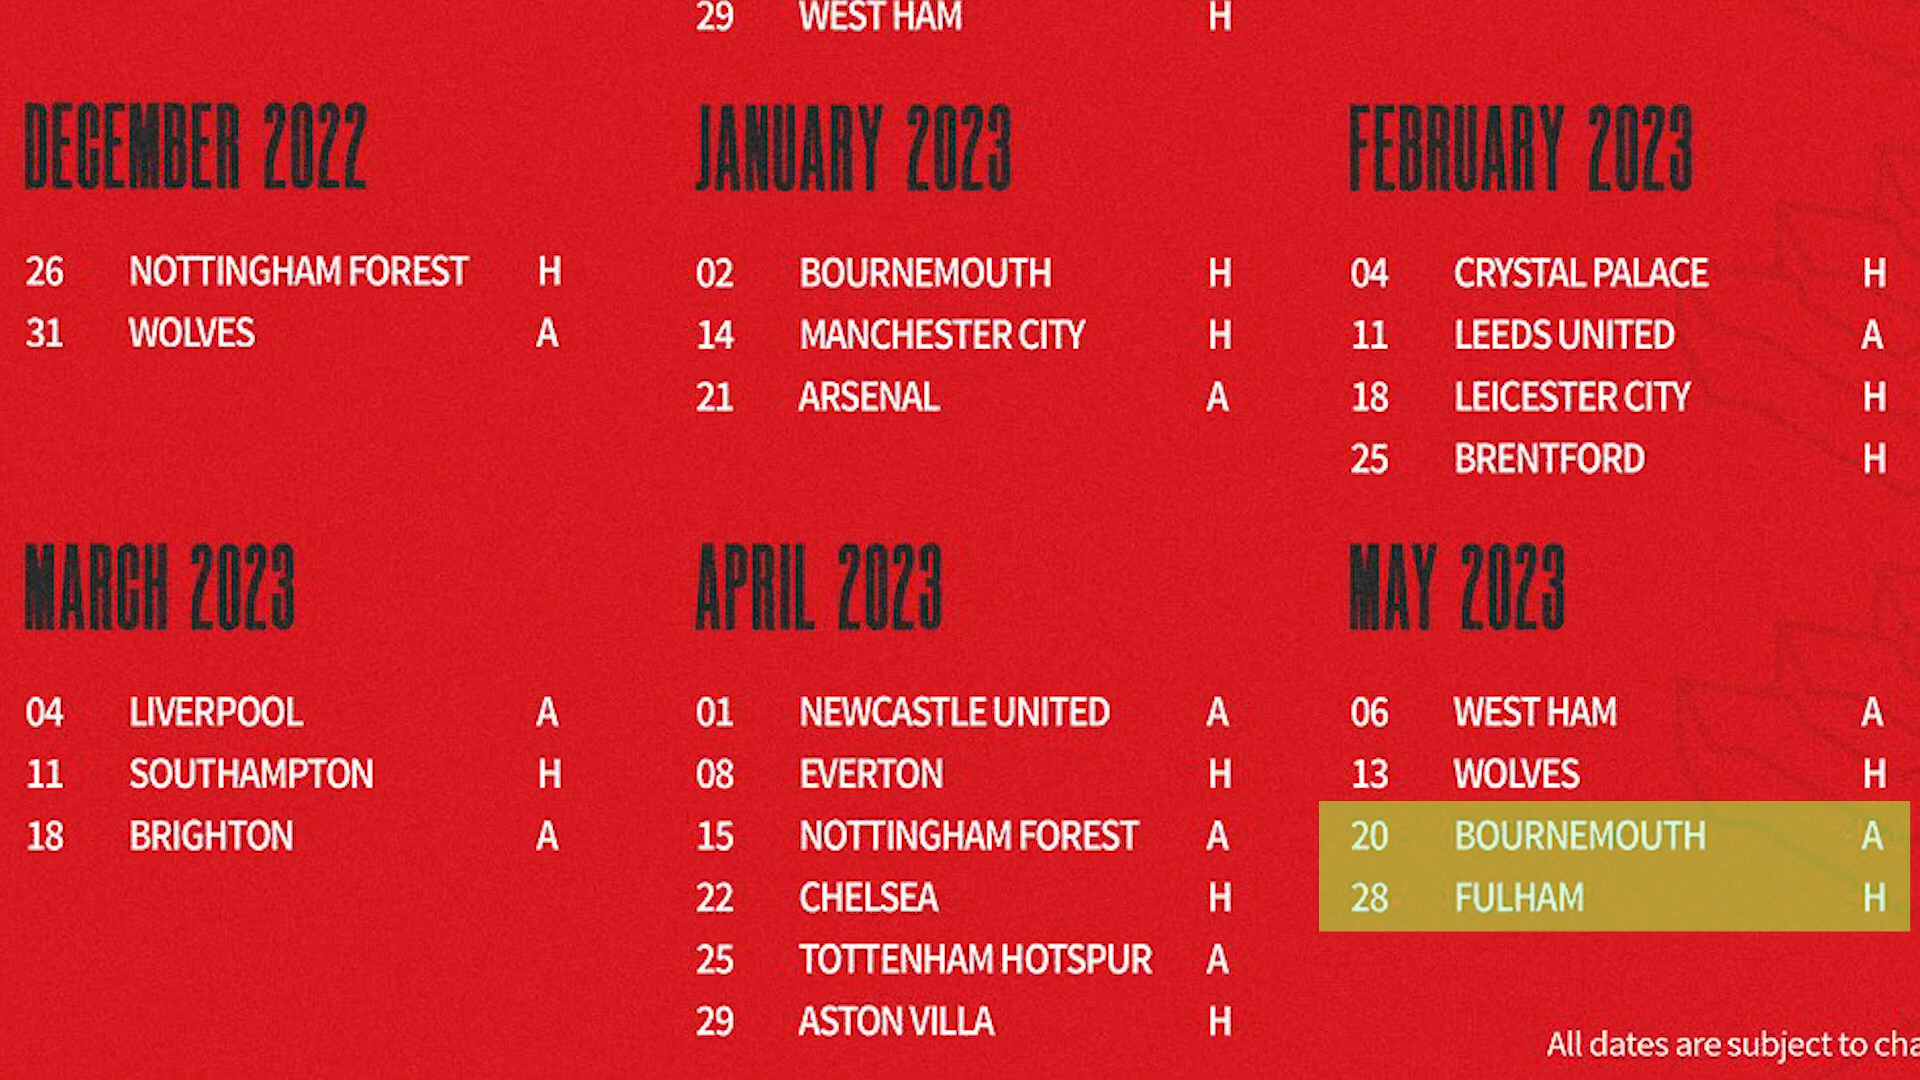 29 WEST HAM H
DECEMBER 2022
26 NOTTINGHAM FOREST H
31 WOLVES A
JANUARY 2023
02 BOURNEMOUTH H
14 MANCHESTER CITY H
21 ARSENAL A
FEBRUARY 2023
04 CRYSTAL PALACE H
11 LEEDS UNITED A
18 LEICESTER CITY H
25 BRENTFORD H
MARCH 2023
04 LIVERPOOL A
11 SOUTHAMPTON H
18 BRIGHTON A
APRIL 2023
01 NEWCASTLE UNITED A
08 EVERTON H
15 NOTTINGHAM FOREST A
22 CHELSEA H
25 TOTTENHAM HOTSPUR A
29 ASTON VILLA H
MAY 2023
06 WEST HAM A
13 WOLVES H
20 BOURNEMOUTH A
28 FULHAM H
All dates are subject to cha